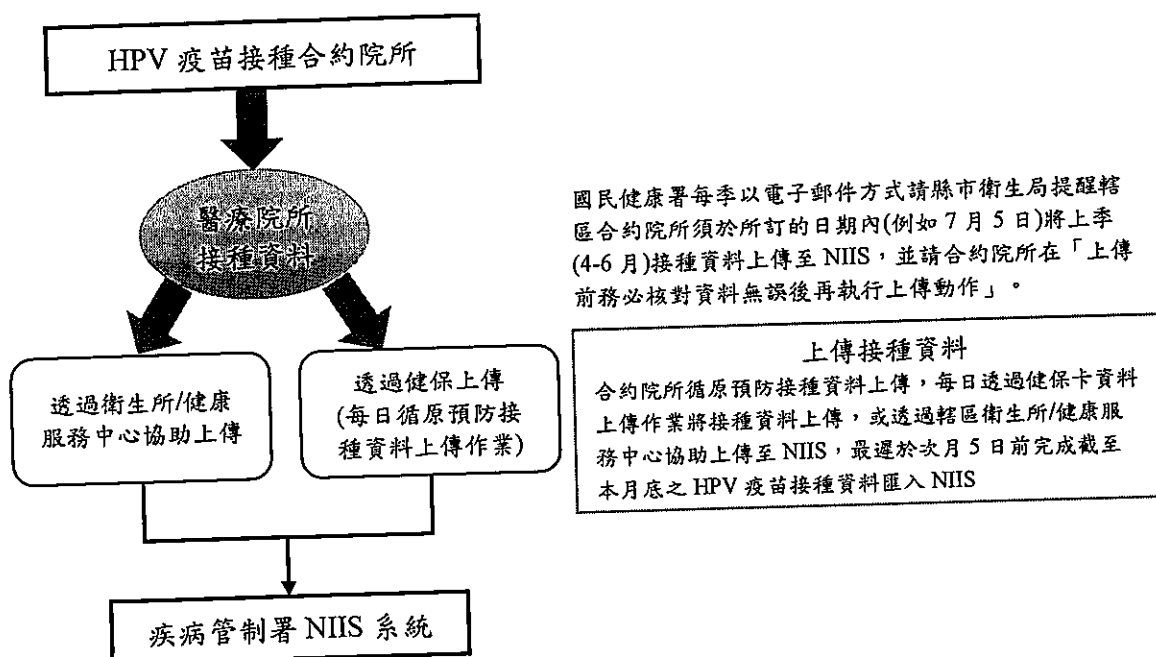 HPV 疫苗接種合約院所
醫療院所
接種資料
透過衛生所/健康
服務中心協助上傳
透過健保上傳
(每日循原預防接
種資料上傳作業)
疾病管制署 NIIS 系統
國民健康署每季以電子郵件方式請縣市衛生局提醒轄
區合約院所須於所訂的日期內(例如 7 月 5 日)將上季
(4-6 月)接種資料上傳至 NIIS,並請合約院所在「上傳
前務必核對資料無誤後再執行上傳動作」。
上傳接種資料
合約院所循原預防接種資料上傳,每日透過健保卡資料
上傳作業將接種資料上傳,或透過轄區衛生所/健康服
務中心協助上傳至 NIIS,最遲於次月 5 日前完成截至
本月底之 HPV 疫苗接種資料匯入 NIIS